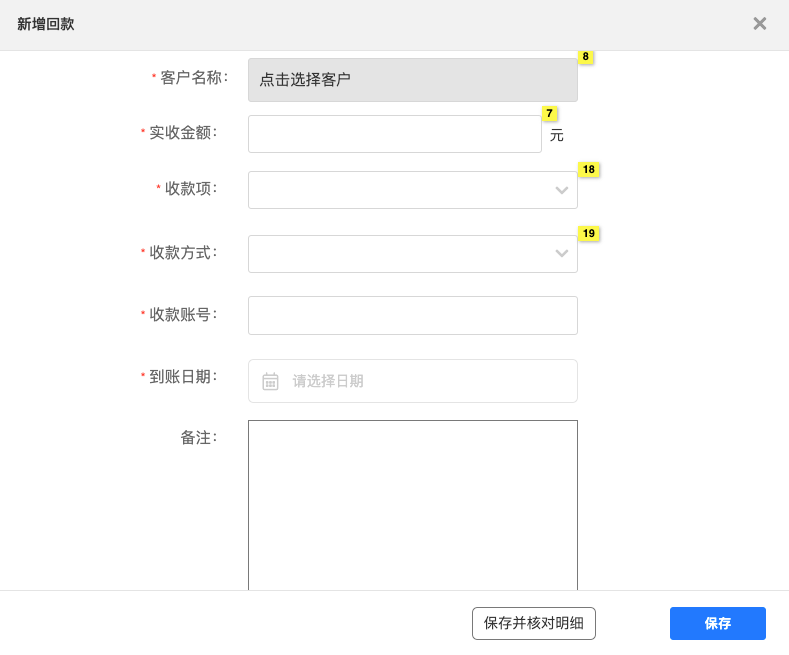 新增回款
8
* 客户名称： 点击选择客户
7
* 实收金额： 元
18
* 收款项：
19
* 收款方式：
* 收款账号：
* 到账日期： 请选择日期
备注：
保存并核对明细 保存